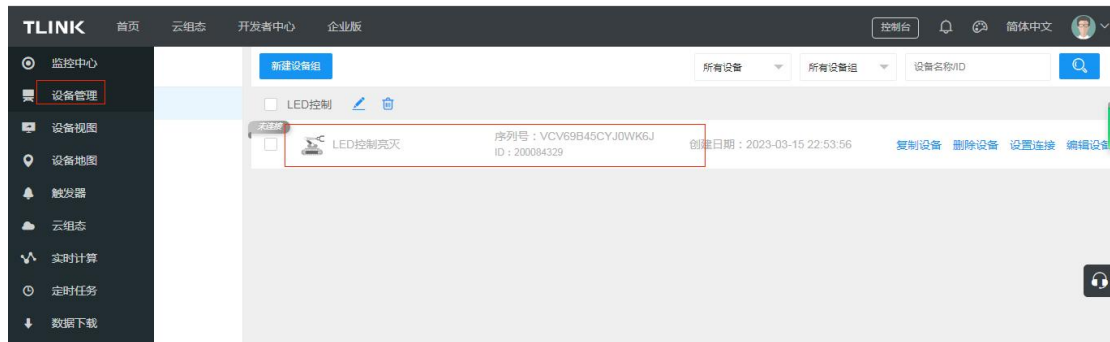 TLINK 首页 云组态 开发者中心 企业版 控制台 简体中文
监控中心
设备管理
设备视图
设备地图
触发器
云组态
实时计算
定时任务
数据下载
新建设备组 所有设备 所有设备组 设备名称/ID
LED控制
未连接
LED控制亮灭 序列号:VCV69B45CYJ0WK6J 创建日期:2023-03-15 22:53:56 复制设备 删除设备 设置连接 编辑设备
ID:200084329